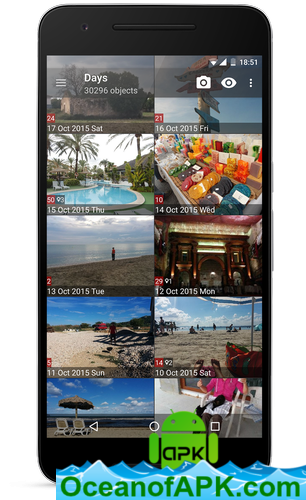 18:51
Days
30296 objects
24
17 Oct 2015 Sat
21
16 Oct 2015 Fri
50 93
15 Oct 2015 Thu
10
14 Oct 2015 Wed
2
13 Oct 2015 Tue
29 91
12 Oct 2015 Mon
5
11 Oct 2015 Sun
14 92
10 Oct 2015 Sat
apk
OceanofAPK.com